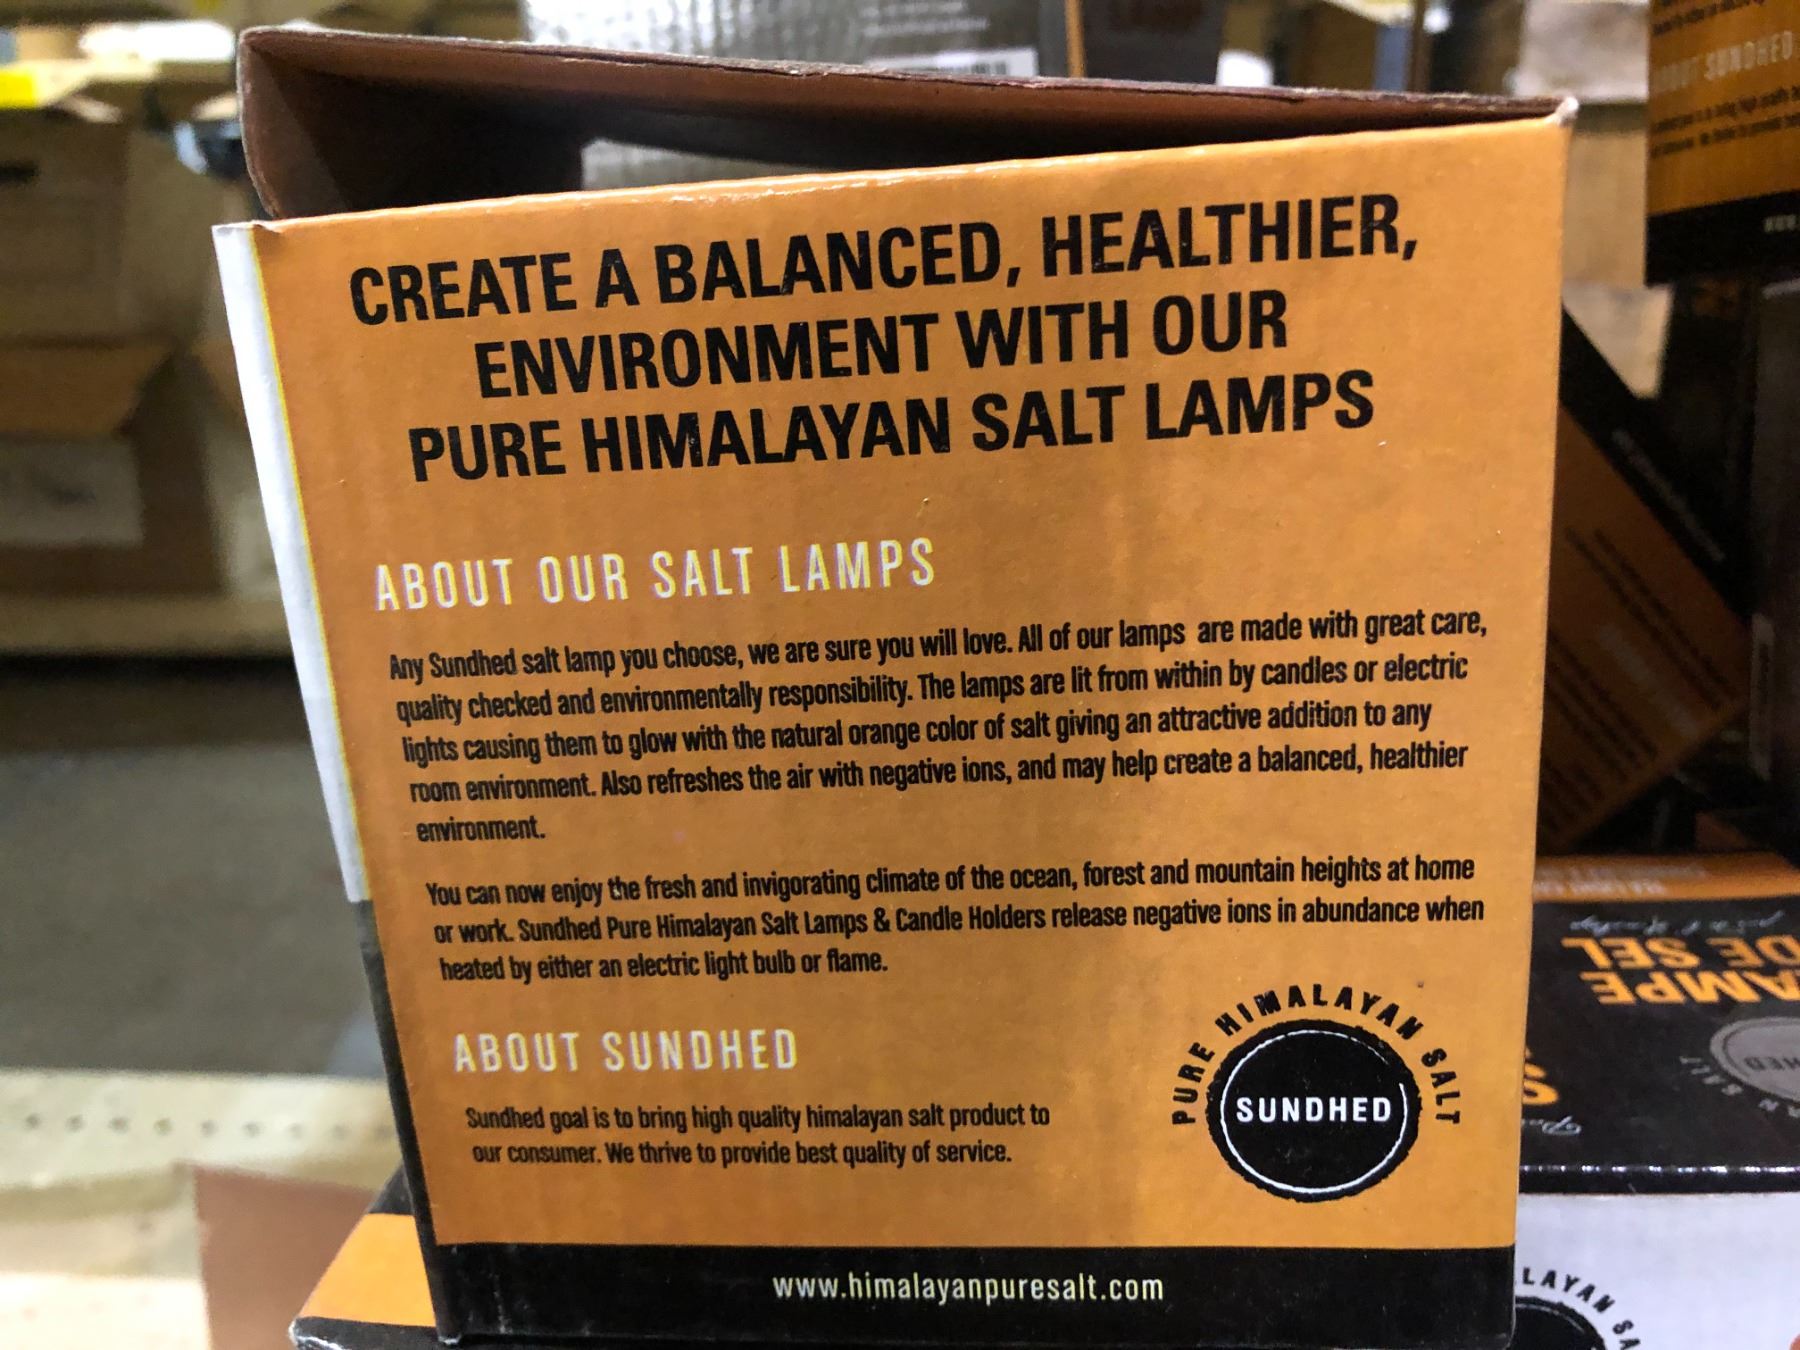 CREATE A BALANCED, HEALTHIER,
ENVIRONMENT WITH OUR
PURE HIMALAYAN SALT LAMPS
ABOUT OUR SALT LAMPS
Any Sundhed salt lamp you choose, we are sure you will love. All of our lamps are made with great care,
quality checked and environmentally responsibility. The lamps are lit from within by candles or electric
lights causing them to glow with the natural orange color of salt giving an attractive addition to any
room environment. Also refreshes the air with negative ions, and may help create a balanced, healthier
environment.
You can now enjoy the fresh and invigorating climate of the ocean, forest and mountain heights at home
or work. Sundhed Pure Himalayan Salt Lamps & Candle Holders release negative ions in abundance when
heated by either an electric light bulb or flame.
ABOUT SUNDHED
Sundhed goal is to bring high quality himalayan salt product to
our consumer. We thrive to provide best quality of service.
PURE HIMALAYAN SALT
SUNDHED
www.himalayanpuresalt.com
ABOUT SUNDHED
AMPE
DE SEL
LAYAN SA